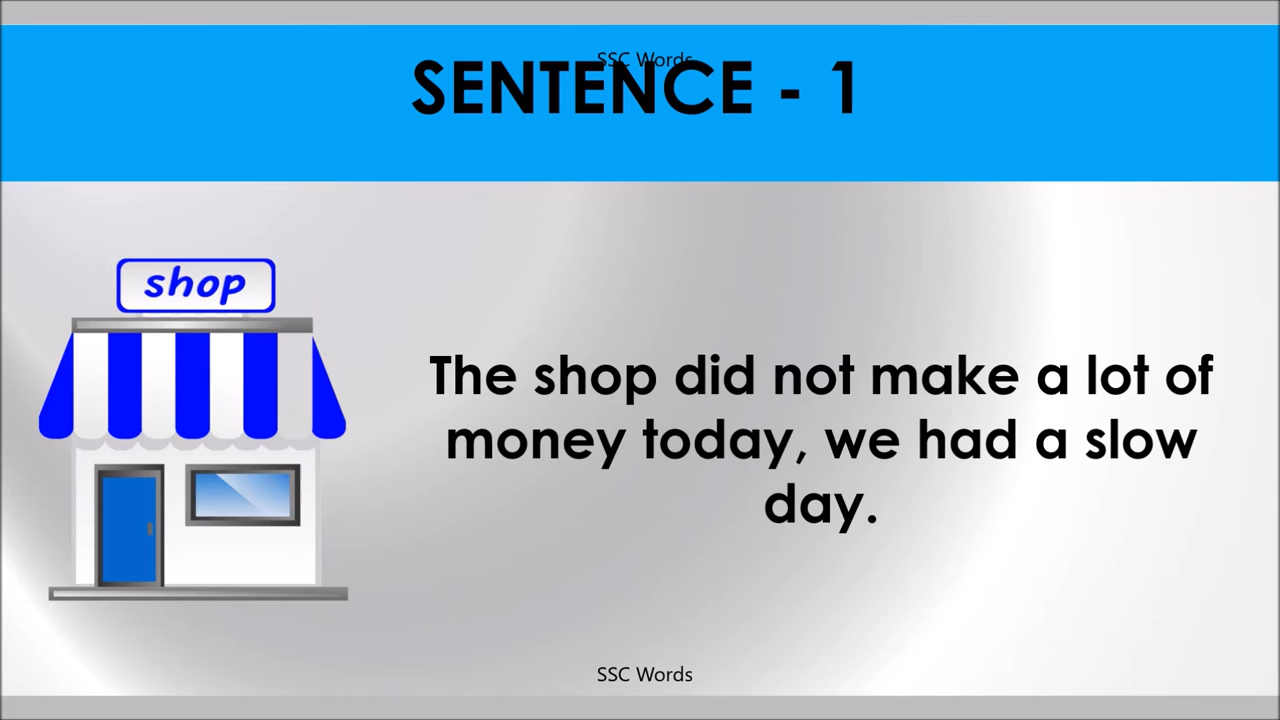 SSC Words
SENTENCE - 1
shop
The shop did not make a lot of
money today, we had a slow
day.
SSC Words